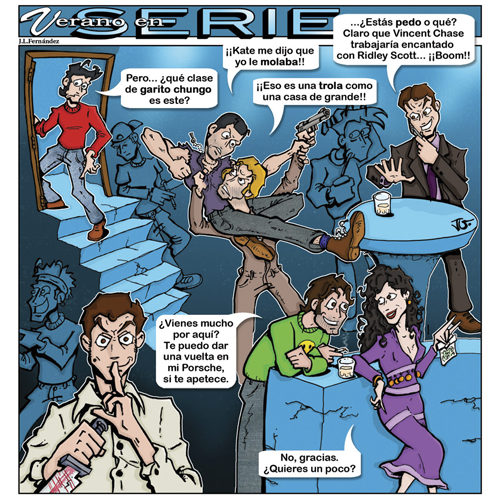 Verano en
SERIE
J.L.Fernández
Pero... ¿qué clase
de garito chungo
es este?
¡¡Kate me dijo que
yo le molaba!!
¡¡Eso es una trola como
una casa de grande!!
...¿Estás pedo o qué?
Claro que Vincent Chase
trabajaría encantado
con Ridley Scott... ¡¡Boom!!
¿Vienes mucho
por aquí?
Te puedo dar
una vuelta en
mi Porsche,
si te apetece.
No, gracias.
¿Quieres un poco?